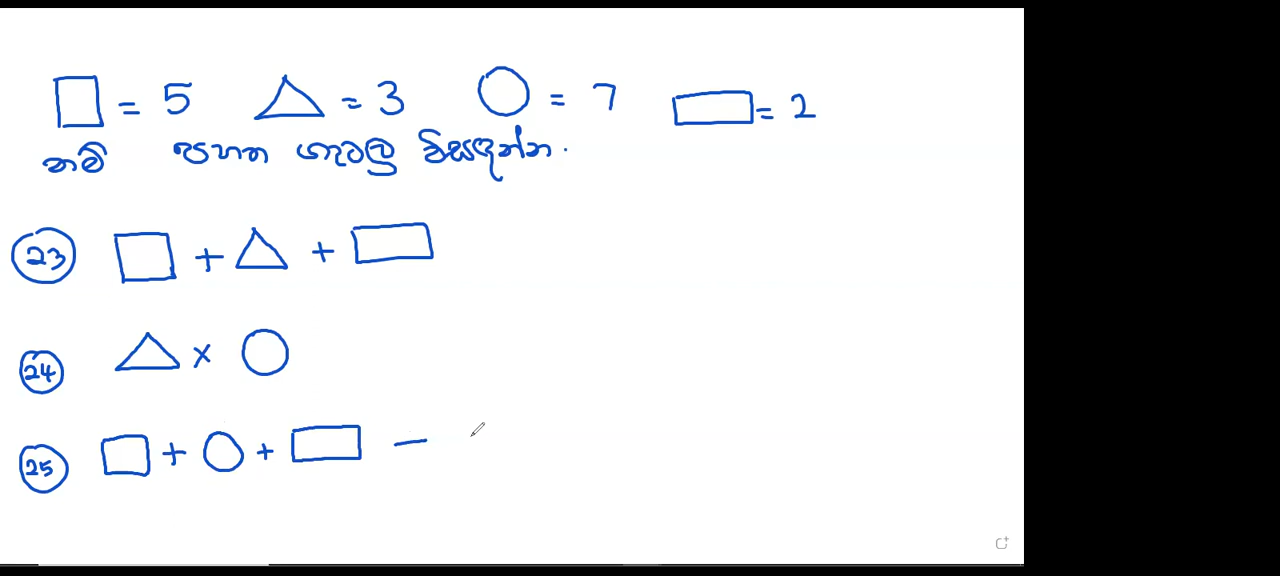 □ = 5 △ = 3 ○ = 7 ▭ = 2
නම් පහත ගැටලු විසඳන්න.
23 □ + △ + ▭
24 △ x ○
25 □ + ○ + ▭ —